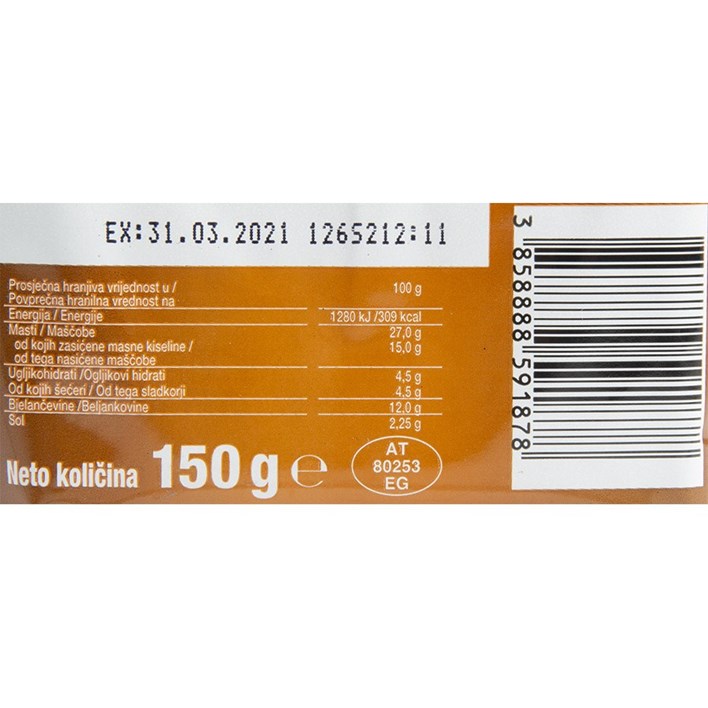 EX:31.03.2021 1265212:11
Prosječna hranjiva vrijednost u / 100 g
Povprečna hranilna vrednost na
Energija / Energije 1280 kJ /309 kcal
Masti / Maščobe 27,0 g
od kojih zasićene masne kiseline / 15,0 g
od tega nasičene maščobe
Ugljikohidrati /Ogljikovi hidrati 4,5 g
Od kojih šećeri / Od tega sladkorji 4,5 g
Bjelančevine /Beljankovine 12,0 g
Sol 2,25 g
Neto količina 150 g ℮
AT
80253
EG
3 858888 591878